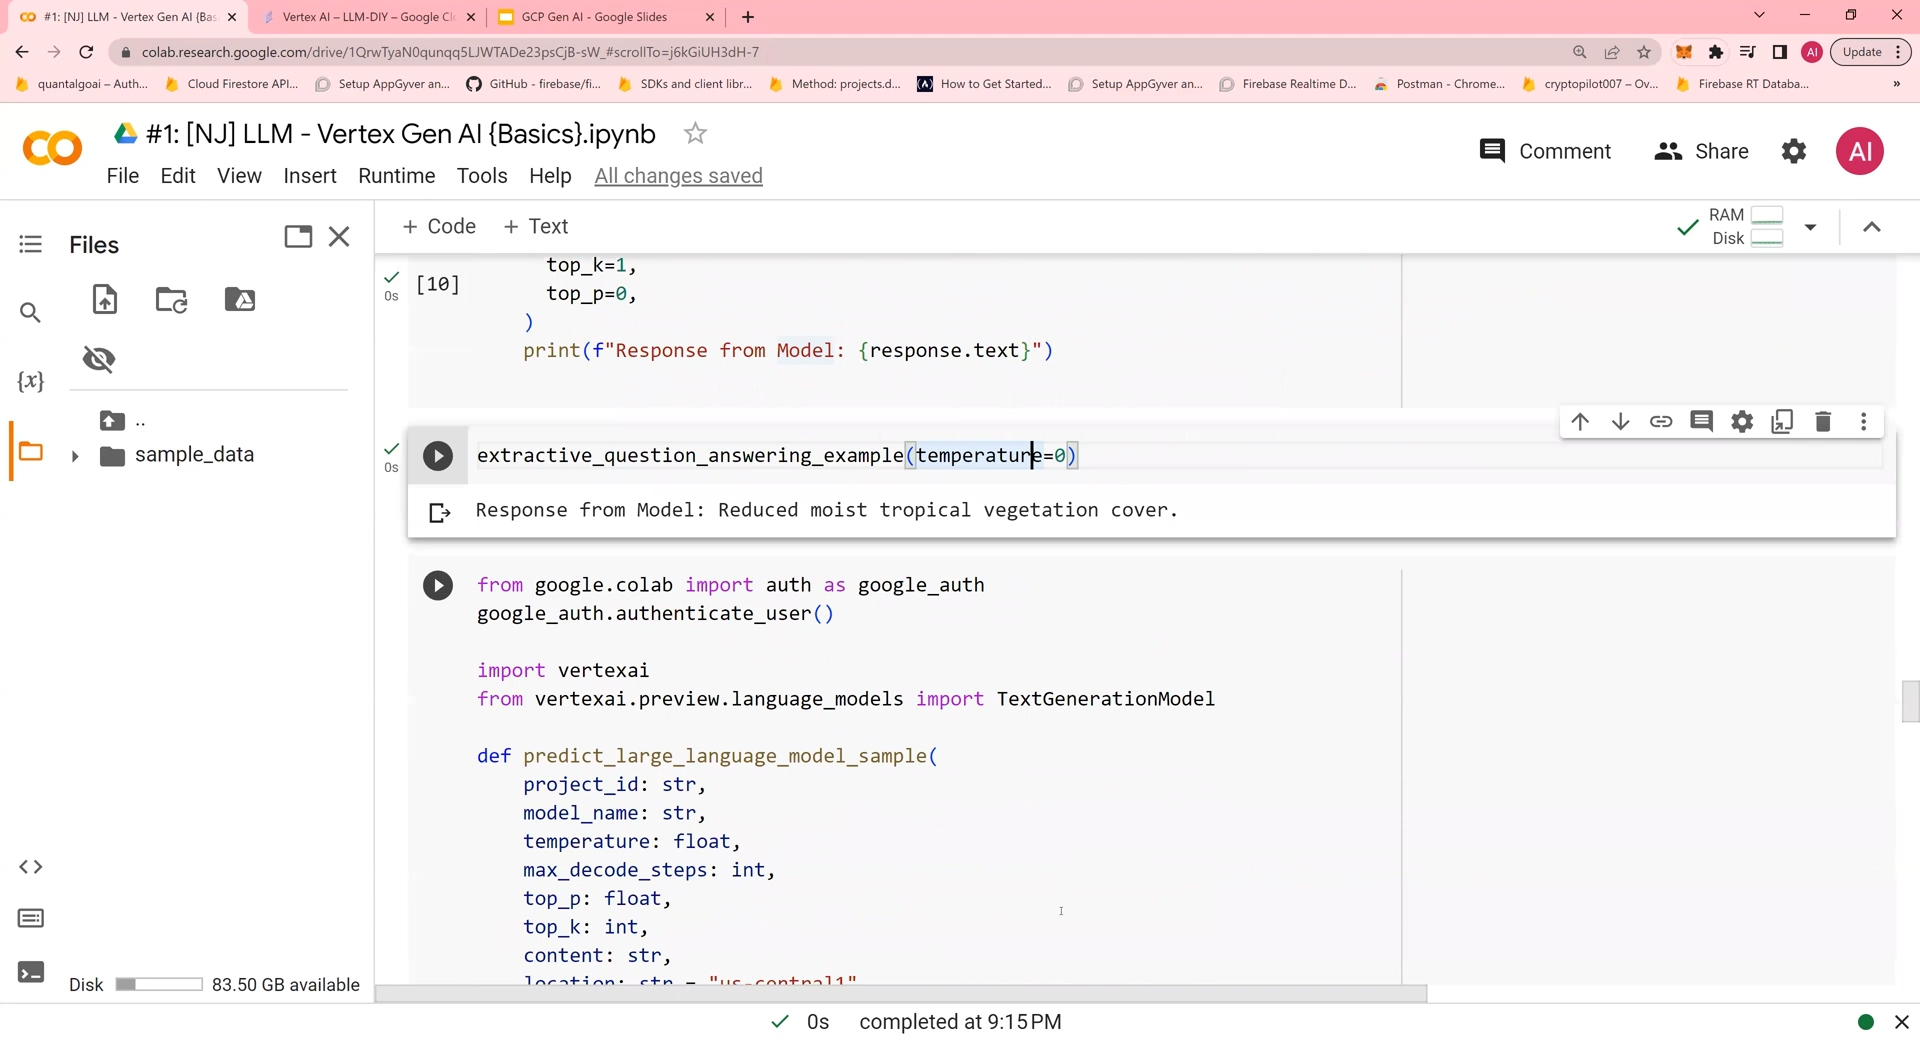 #1: [NJ] LLM - Vertex Gen AI {Bas
Vertex AI – LLM-DIY – Google Cl
GCP Gen AI - Google Slides
colab.research.google.com/drive/1QrwTyaN0qunqq5LJWTADe23psCjB-sW_#scrollTo=j6kGiUH3dH-7
AI
Update
quantalgoai – Auth...
Cloud Firestore API...
Setup AppGyver an...
GitHub - firebase/fi...
SDKs and client libr...
Method: projects.d...
How to Get Started...
Setup AppGyver an...
Firebase Realtime D...
Postman - Chrome...
cryptopilot007 – Ov...
Firebase RT Databa...
»
#1: [NJ] LLM - Vertex Gen AI {Basics}.ipynb
Comment
Share
AI
File Edit View Insert Runtime Tools Help All changes saved
Files
+ Code + Text
RAM
Disk
{x}
..
sample_data
Disk 83.50 GB available
0s
[10]
top_k=1,
top_p=0,
)
print(f"Response from Model: {response.text}")
0s
extractive_question_answering_example(temperature=0)
Response from Model: Reduced moist tropical vegetation cover.
from google.colab import auth as google_auth
google_auth.authenticate_user()
import vertexai
from vertexai.preview.language_models import TextGenerationModel
def predict_large_language_model_sample(
project_id: str,
model_name: str,
temperature: float,
max_decode_steps: int,
top_p: float,
top_k: int,
content: str,
location: str = "us-central1"
0s completed at 9:15 PM